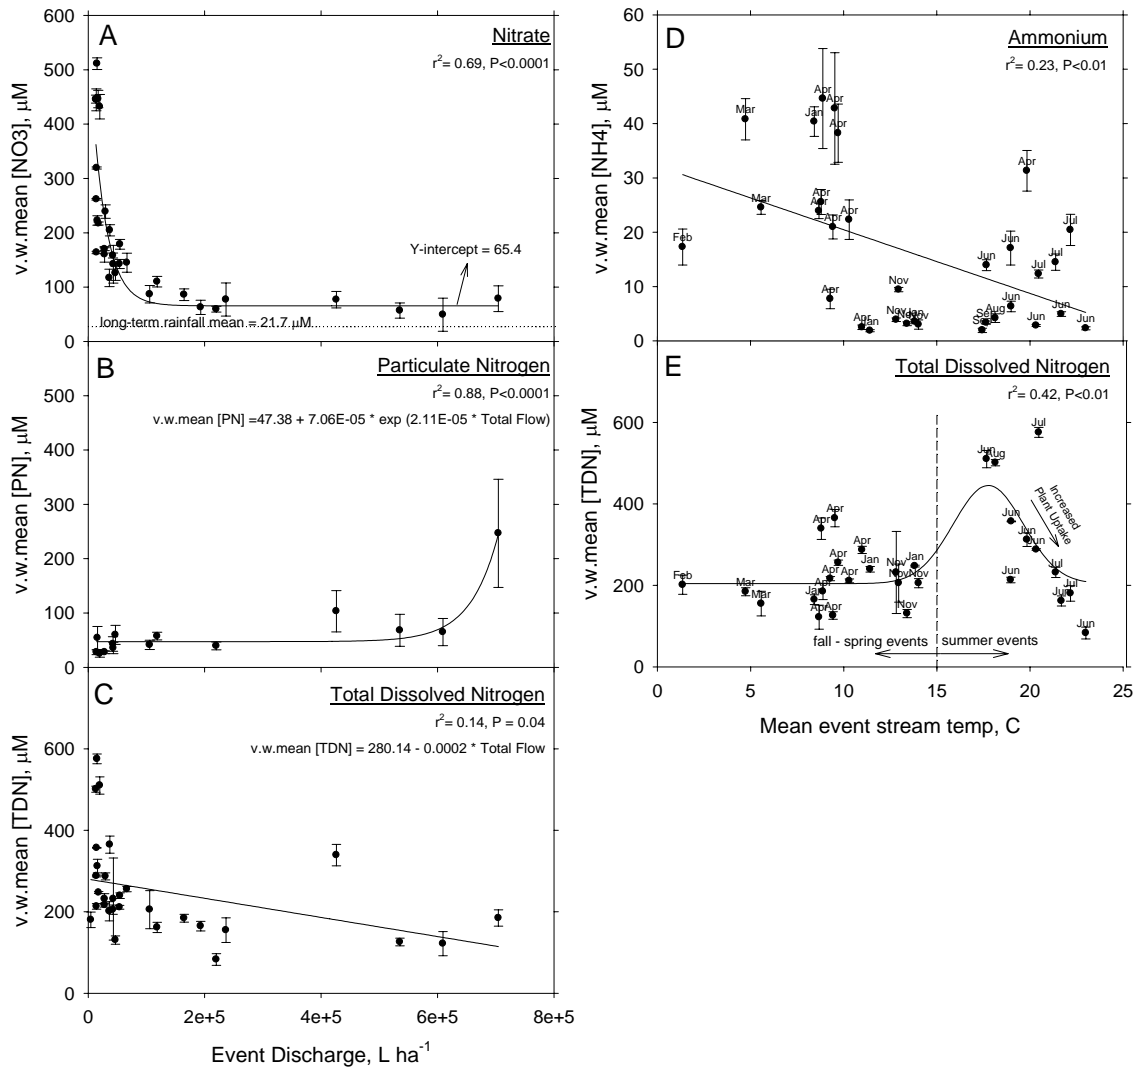 A
Nitrate
r2= 0.69, P<0.0001
v.w.mean [NO3], μM
600
500
400
300
200
100
0
Y-intercept = 65.4
long-term rainfall mean = 21.7 μM
B
Particulate Nitrogen
r2= 0.88, P<0.0001
v.w.mean [PN] =47.38 + 7.06E-05 * exp (2.11E-05 * Total Flow)
v.w.mean [PN], μM
500
400
300
200
100
0
C
Total Dissolved Nitrogen
r2= 0.14, P = 0.04
v.w.mean [TDN] = 280.14 - 0.0002 * Total Flow
v.w.mean [TDN], μM
600
400
200
0
0 2e+5 4e+5 6e+5 8e+5
Event Discharge, L ha-1
D
Ammonium
r2= 0.23, P<0.01
v.w.mean [NH4], μM
60
50
40
30
20
10
0
Apr
Apr
Mar
Jan
Apr
Apr
Apr
Apr
Mar
Apr
Apr
Jul
Feb
Jun
Jun
Jul
Jul
Nov
Apr
Aug
Jun
Jun
Apr
Jan
Nov
Jan
Jun
Jun
E
Total Dissolved Nitrogen
r2= 0.42, P<0.01
v.w.mean [TDN], μM
600
400
200
0
Jul
Jun
Aug
Increased
Plant Uptake
Apr
Apr
Jun
Jun
Jun
Apr
Apr
Jan
Jan
Nov
Nov
Nov
Apr
Apr
Feb
Mar
Mar
Jan
Apr
Apr
Apr
Nov
Jun
Jul
Jul
Jun
Jun
fall - spring events
summer events
0 5 10 15 20 25
Mean event stream temp, C